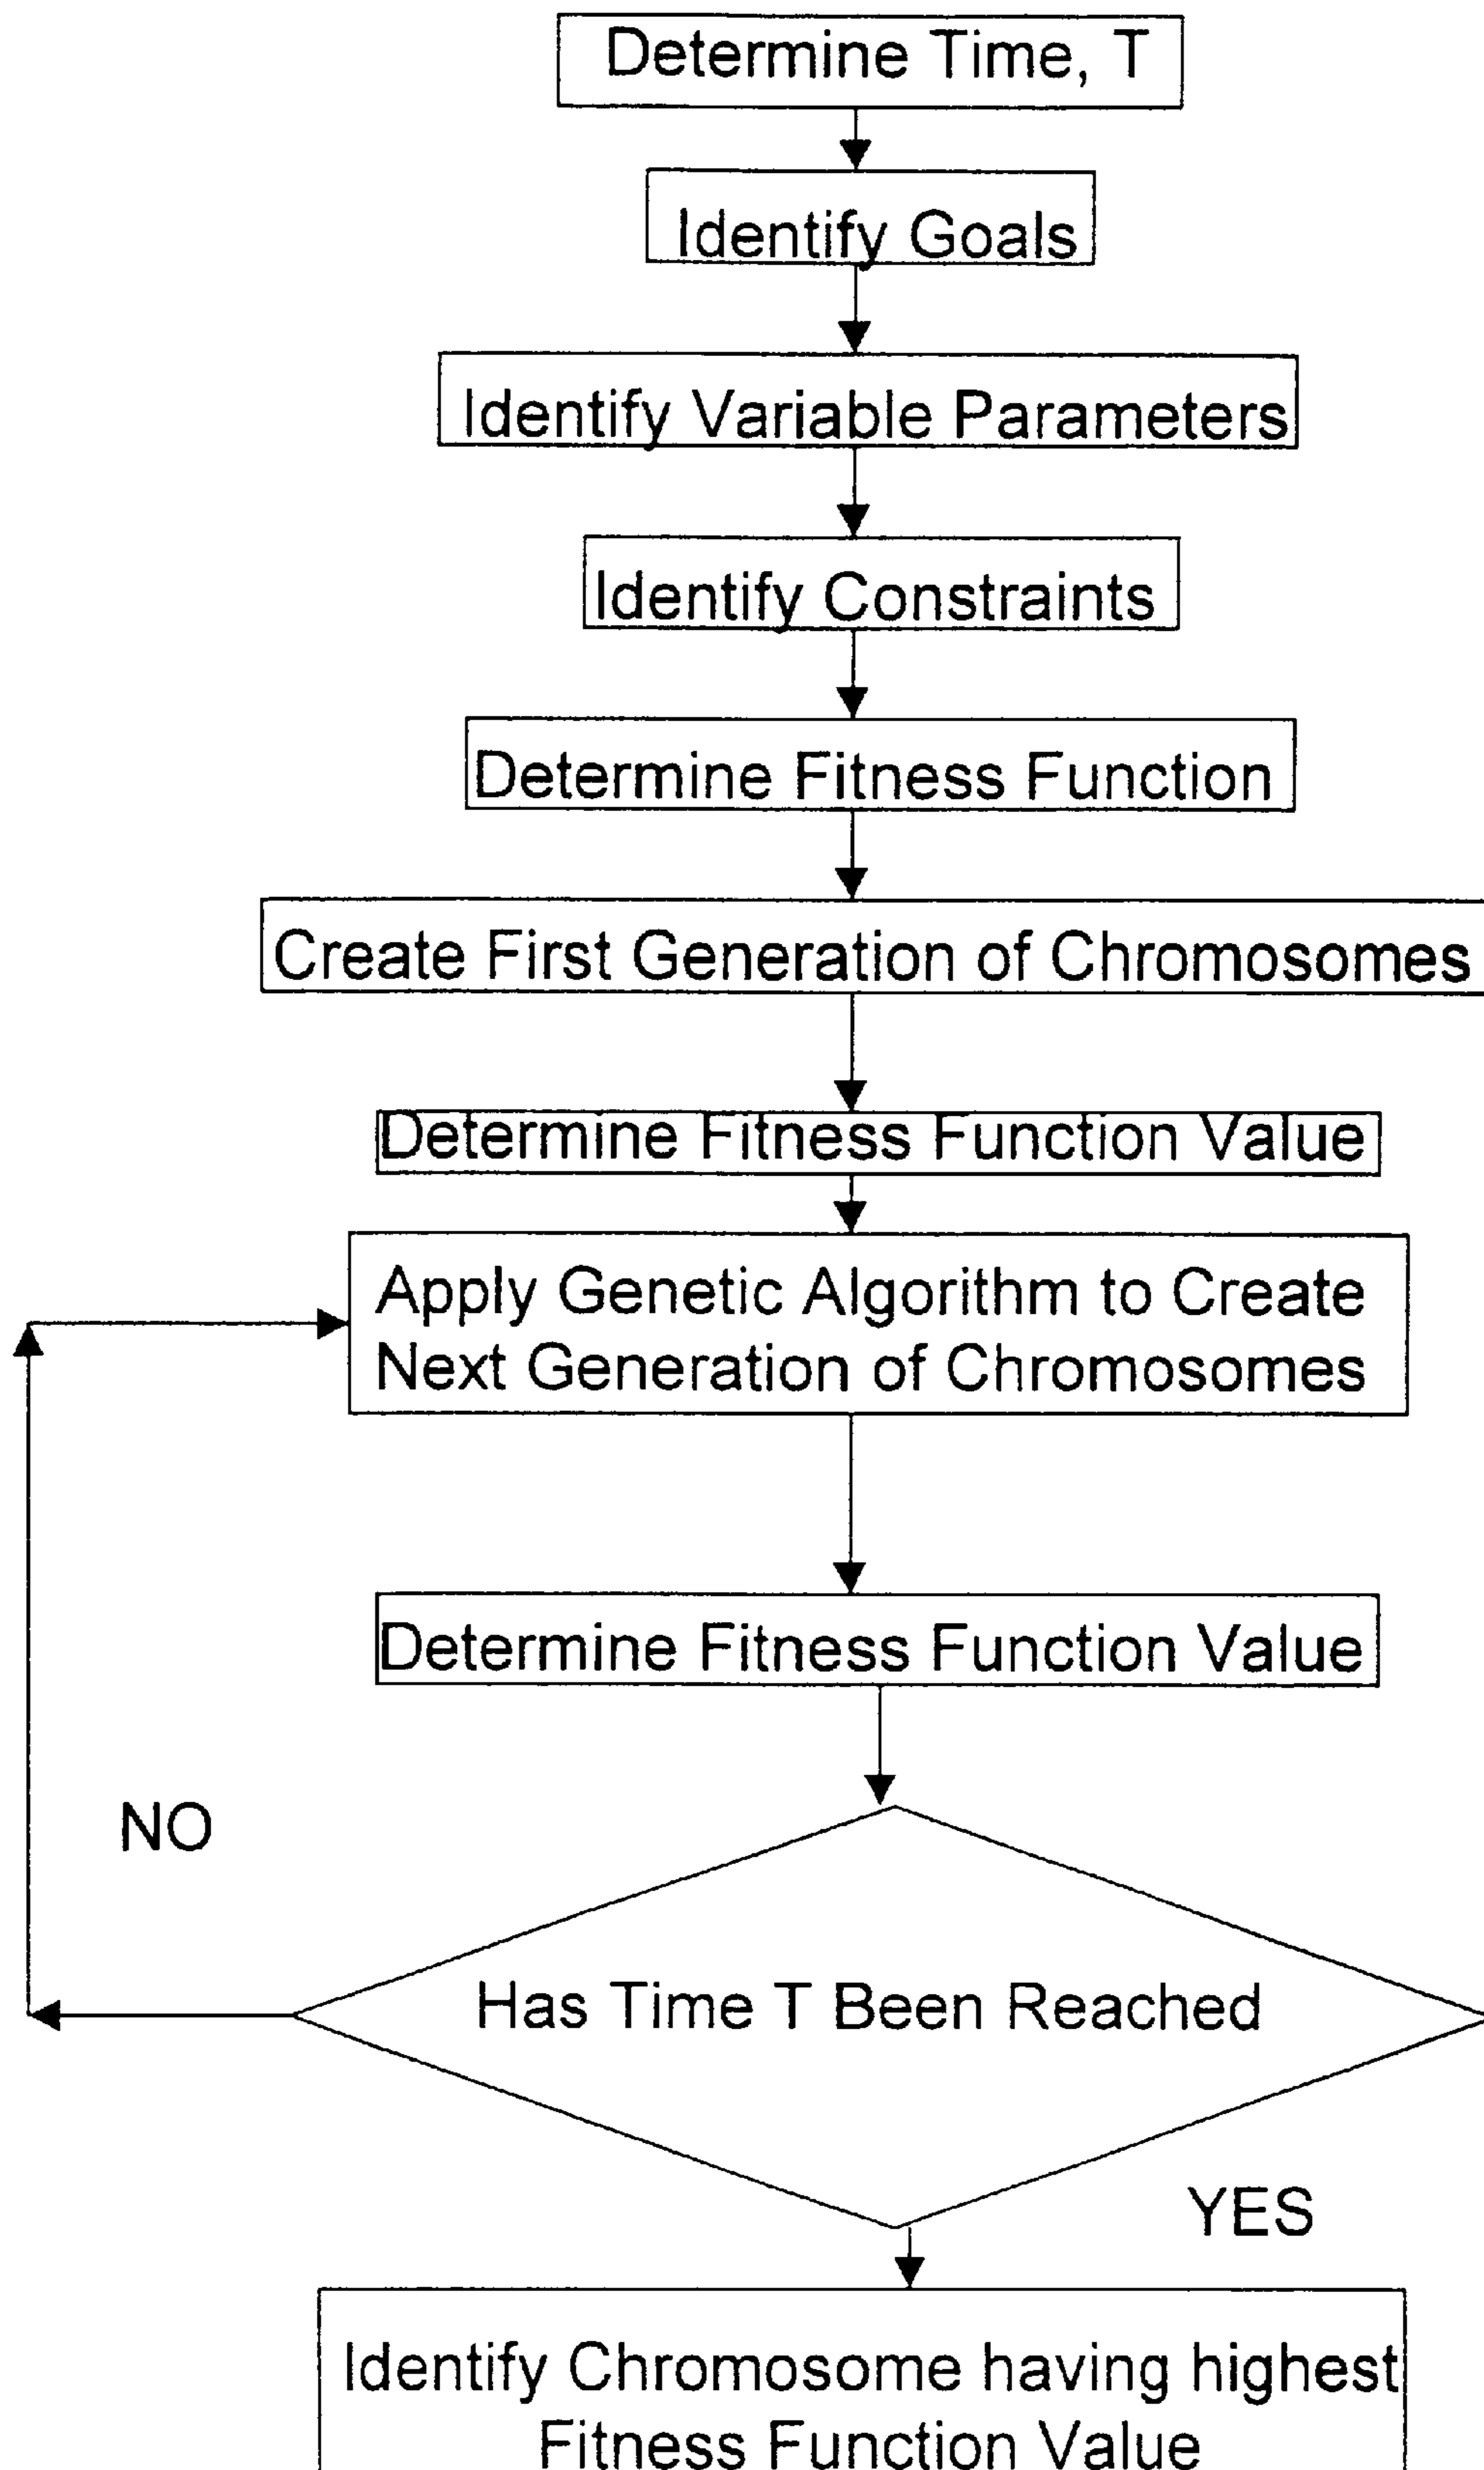 Determine Time, T
Identify Goals
Identify Variable Parameters
Identify Constraints
Determine Fitness Function
Create First Generation of Chromosomes
Determine Fitness Function Value
Apply Genetic Algorithm to Create
Next Generation of Chromosomes
Determine Fitness Function Value
NO
Has Time T Been Reached
YES
Identify Chromosome having highest
Fitness Function Value